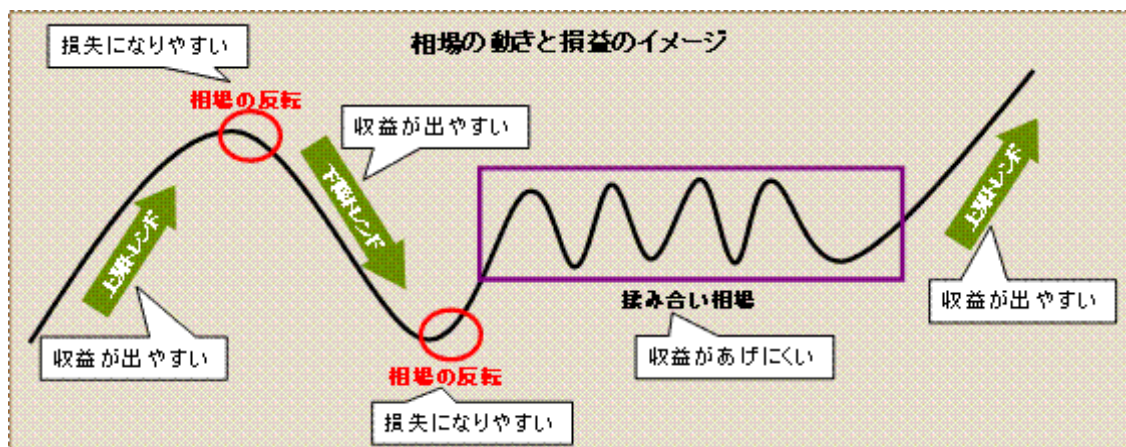 相場の動きと損益のイメージ
損失になりやすい
相場の反転
収益が出やすい
下降トレンド
上昇トレンド
収益が出やすい
相場の反転
損失になりやすい
揉み合い相場
収益があげにくい
上昇トレンド
収益が出やすい